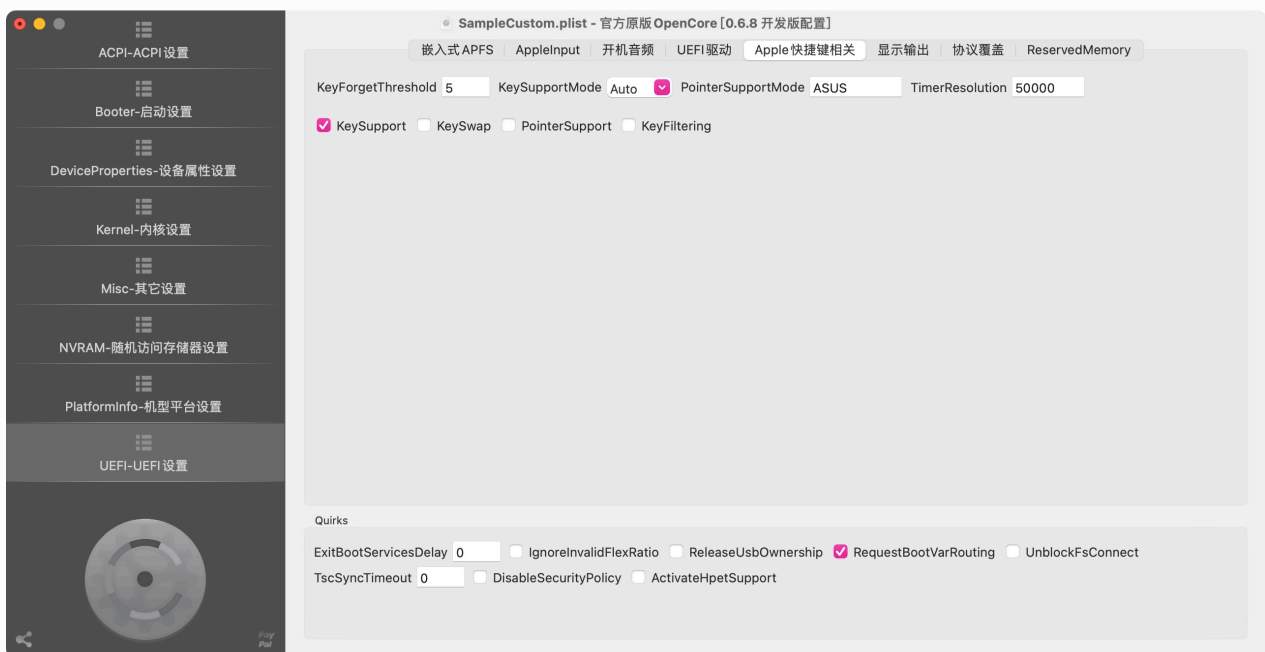 SampleCustom.plist - 官方原版OpenCore [0.6.8 开发版配置]
ACPI-ACPI设置
Booter-启动设置
DeviceProperties-设备属性设置
Kernel-内核设置
Misc-其它设置
NVRAM-随机访问存储器设置
PlatformInfo-机型平台设置
UEFI-UEFI设置
Pay
Pal
嵌入式APFS AppleInput 开机音频 UEFI驱动 Apple快捷键相关 显示输出 协议覆盖 ReservedMemory
KeyForgetThreshold 5 KeySupportMode Auto PointerSupportMode ASUS TimerResolution 50000
KeySupport KeySwap PointerSupport KeyFiltering
Quirks
ExitBootServicesDelay 0 IgnoreInvalidFlexRatio ReleaseUsbOwnership RequestBootVarRouting UnblockFsConnect
TscSyncTimeout 0 DisableSecurityPolicy ActivateHpetSupport